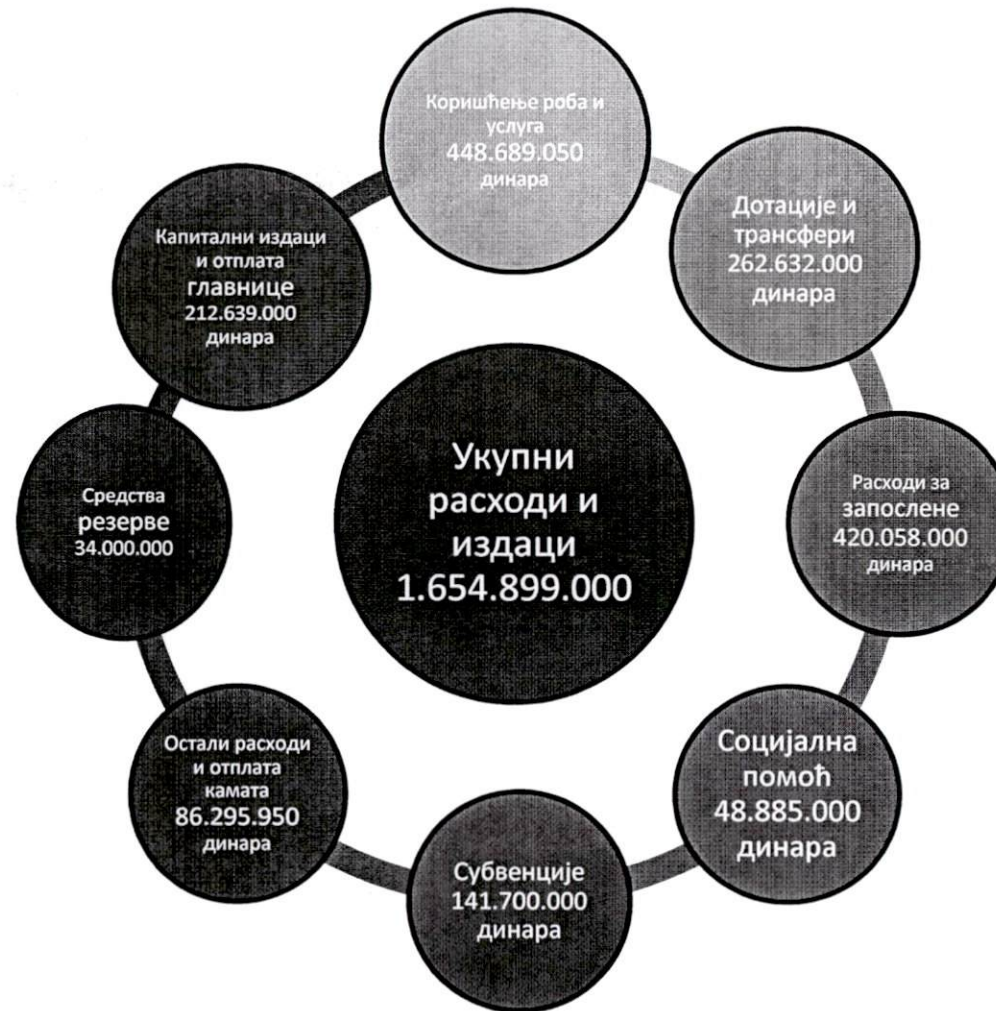 Коришћење роба и
услуга
448.689.050
динара
Дотације и
трансфери
262.632.000
динара
Расходи за
запослене
420.058.000
динара
Социјална
помоћ
48.885.000
динара
Субвенције
141.700.000
динара
Остали расходи
и отплата
камата
86.295.950
динара
Средства
резерве
34.000.000
Капитални издаци
и отплата
главнице
212.639.000
динара
Укупни
расходи и
издаци
1.654.899.000